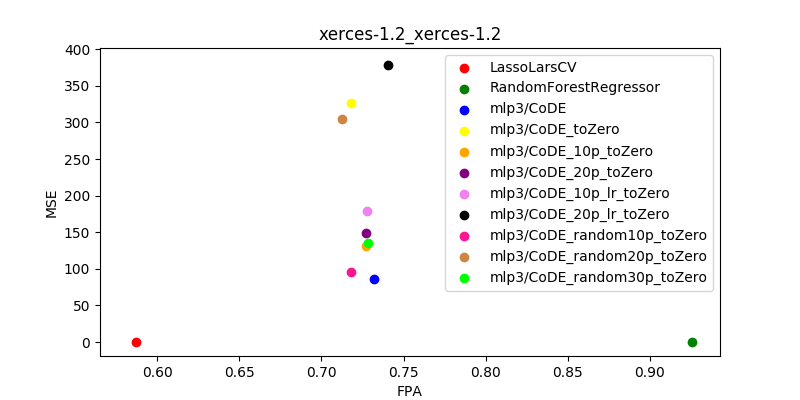 xerces-1.2_xerces-1.2
400
350
300
250
200
150
100
50
0
MSE
0.60
0.65
0.70
0.75
0.80
0.85
0.90
FPA
LassoLarsCV
RandomForestRegressor
mlp3/CoDE
mlp3/CoDE_toZero
mlp3/CoDE_10p_toZero
mlp3/CoDE_20p_toZero
mlp3/CoDE_10p_lr_toZero
mlp3/CoDE_20p_lr_toZero
mlp3/CoDE_random10p_toZero
mlp3/CoDE_random20p_toZero
mlp3/CoDE_random30p_toZero